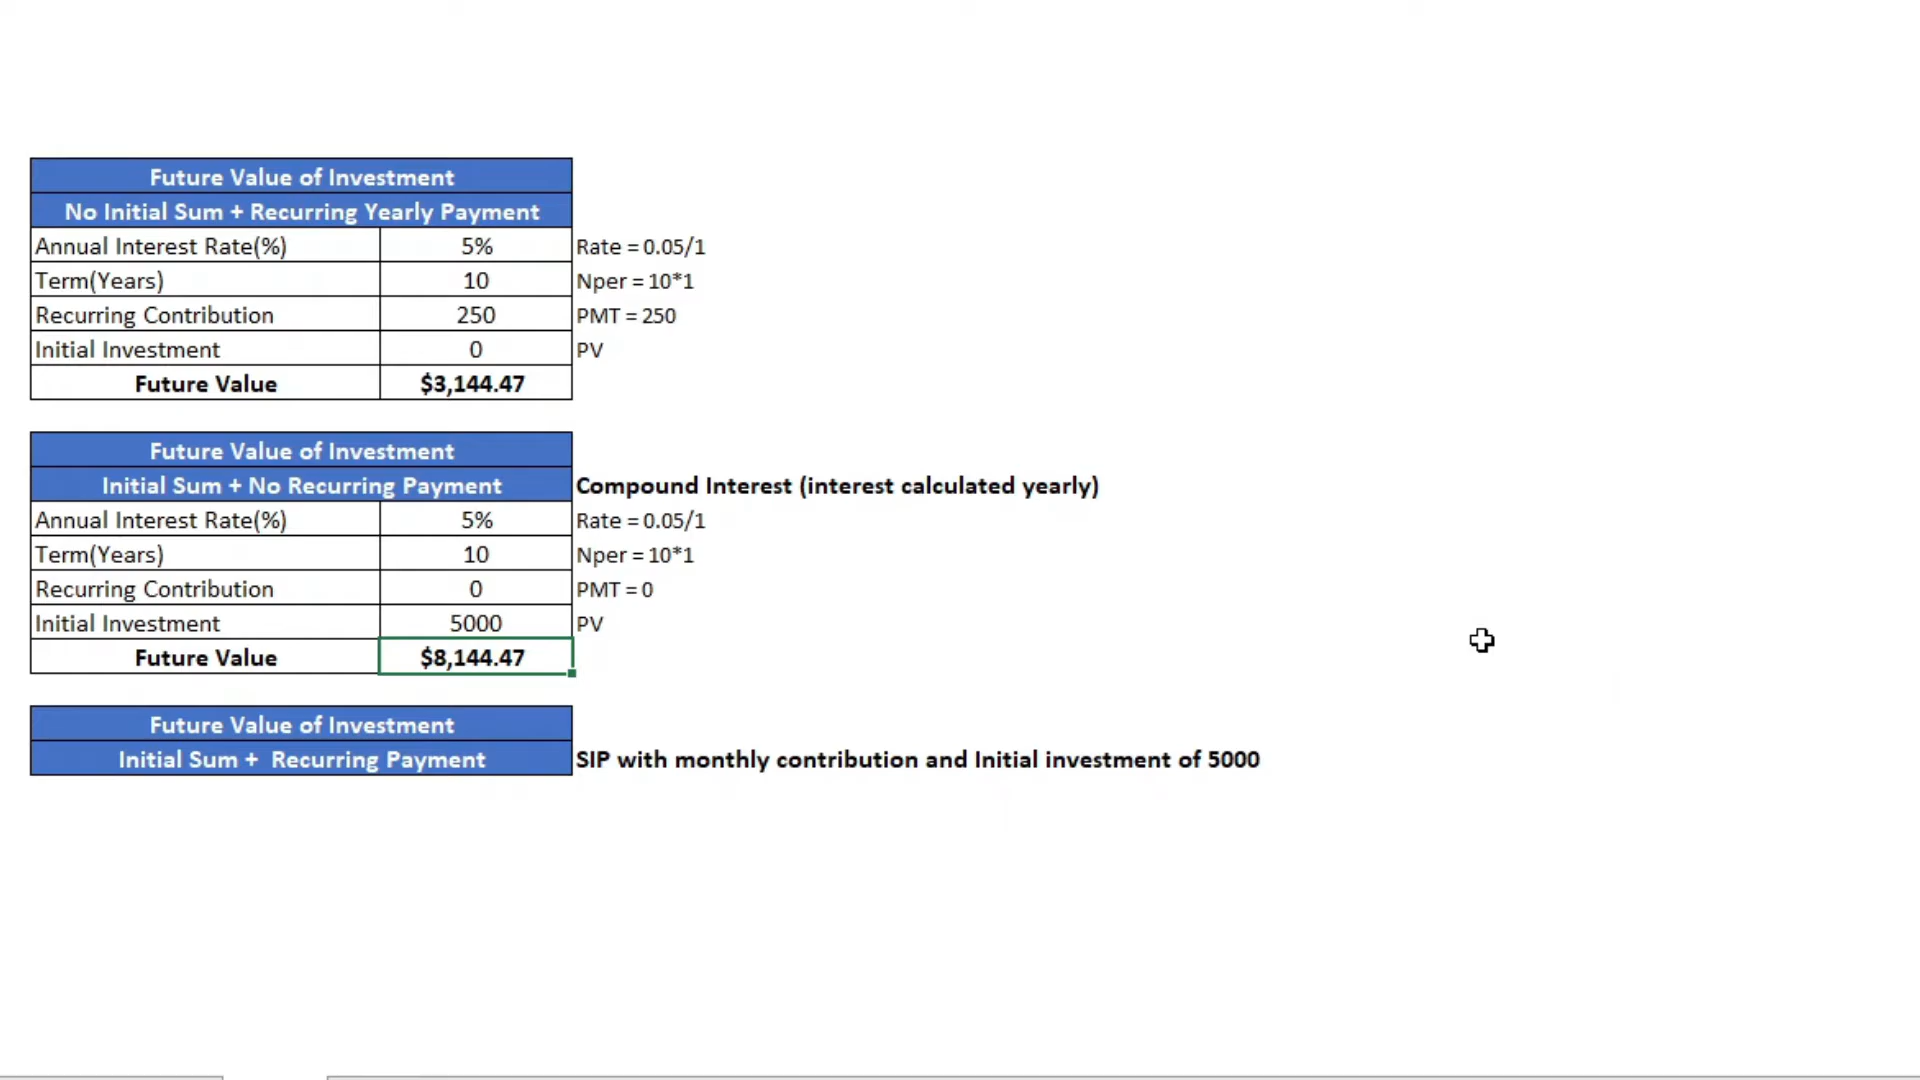 Future Value of Investment
No Initial Sum + Recurring Yearly Payment
Annual Interest Rate(%) 5% Rate = 0.05/1
Term(Years) 10 Nper = 10*1
Recurring Contribution 250 PMT = 250
Initial Investment 0 PV
Future Value $3,144.47
Future Value of Investment
Initial Sum + No Recurring Payment Compound Interest (interest calculated yearly)
Annual Interest Rate(%) 5% Rate = 0.05/1
Term(Years) 10 Nper = 10*1
Recurring Contribution 0 PMT = 0
Initial Investment 5000 PV
Future Value $8,144.47
Future Value of Investment
Initial Sum + Recurring Payment SIP with monthly contribution and Initial investment of 5000